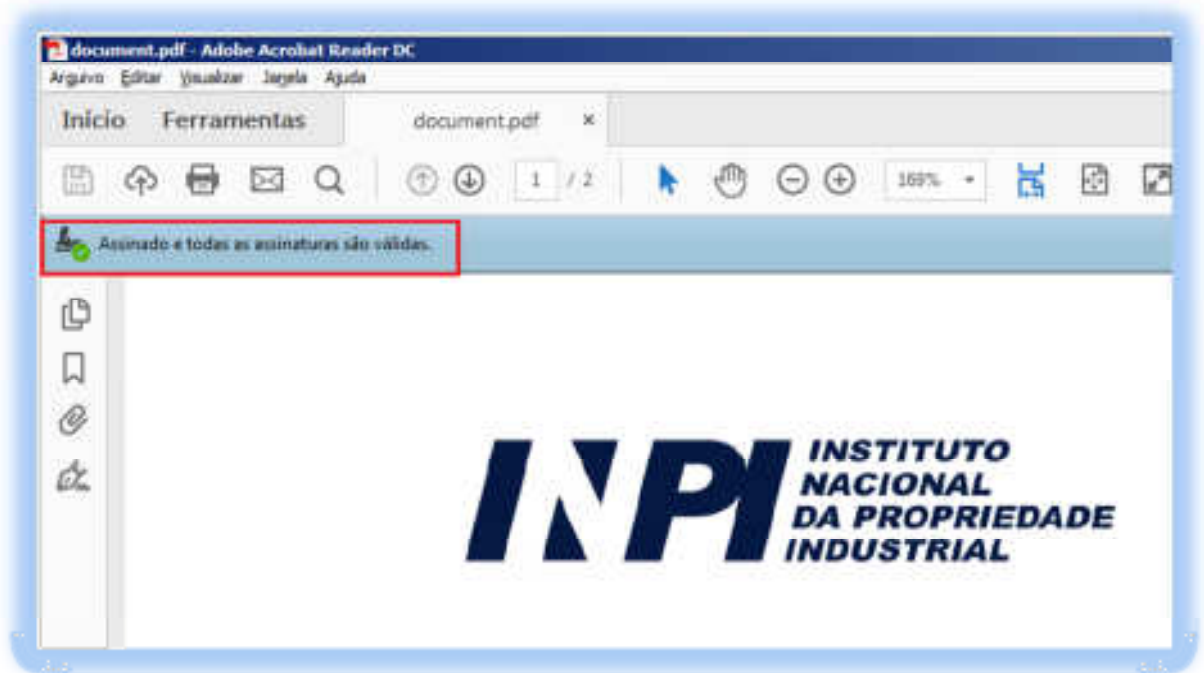 document.pdf - Adobe Acrobat Reader DC
Arquivo Editar Visualizar Janela Ajuda
Início Ferramentas document.pdf ×
1 / 2 169%
Assinado e todas as assinaturas são válidas.
INPI
INSTITUTO
NACIONAL
DA PROPRIEDADE
INDUSTRIAL